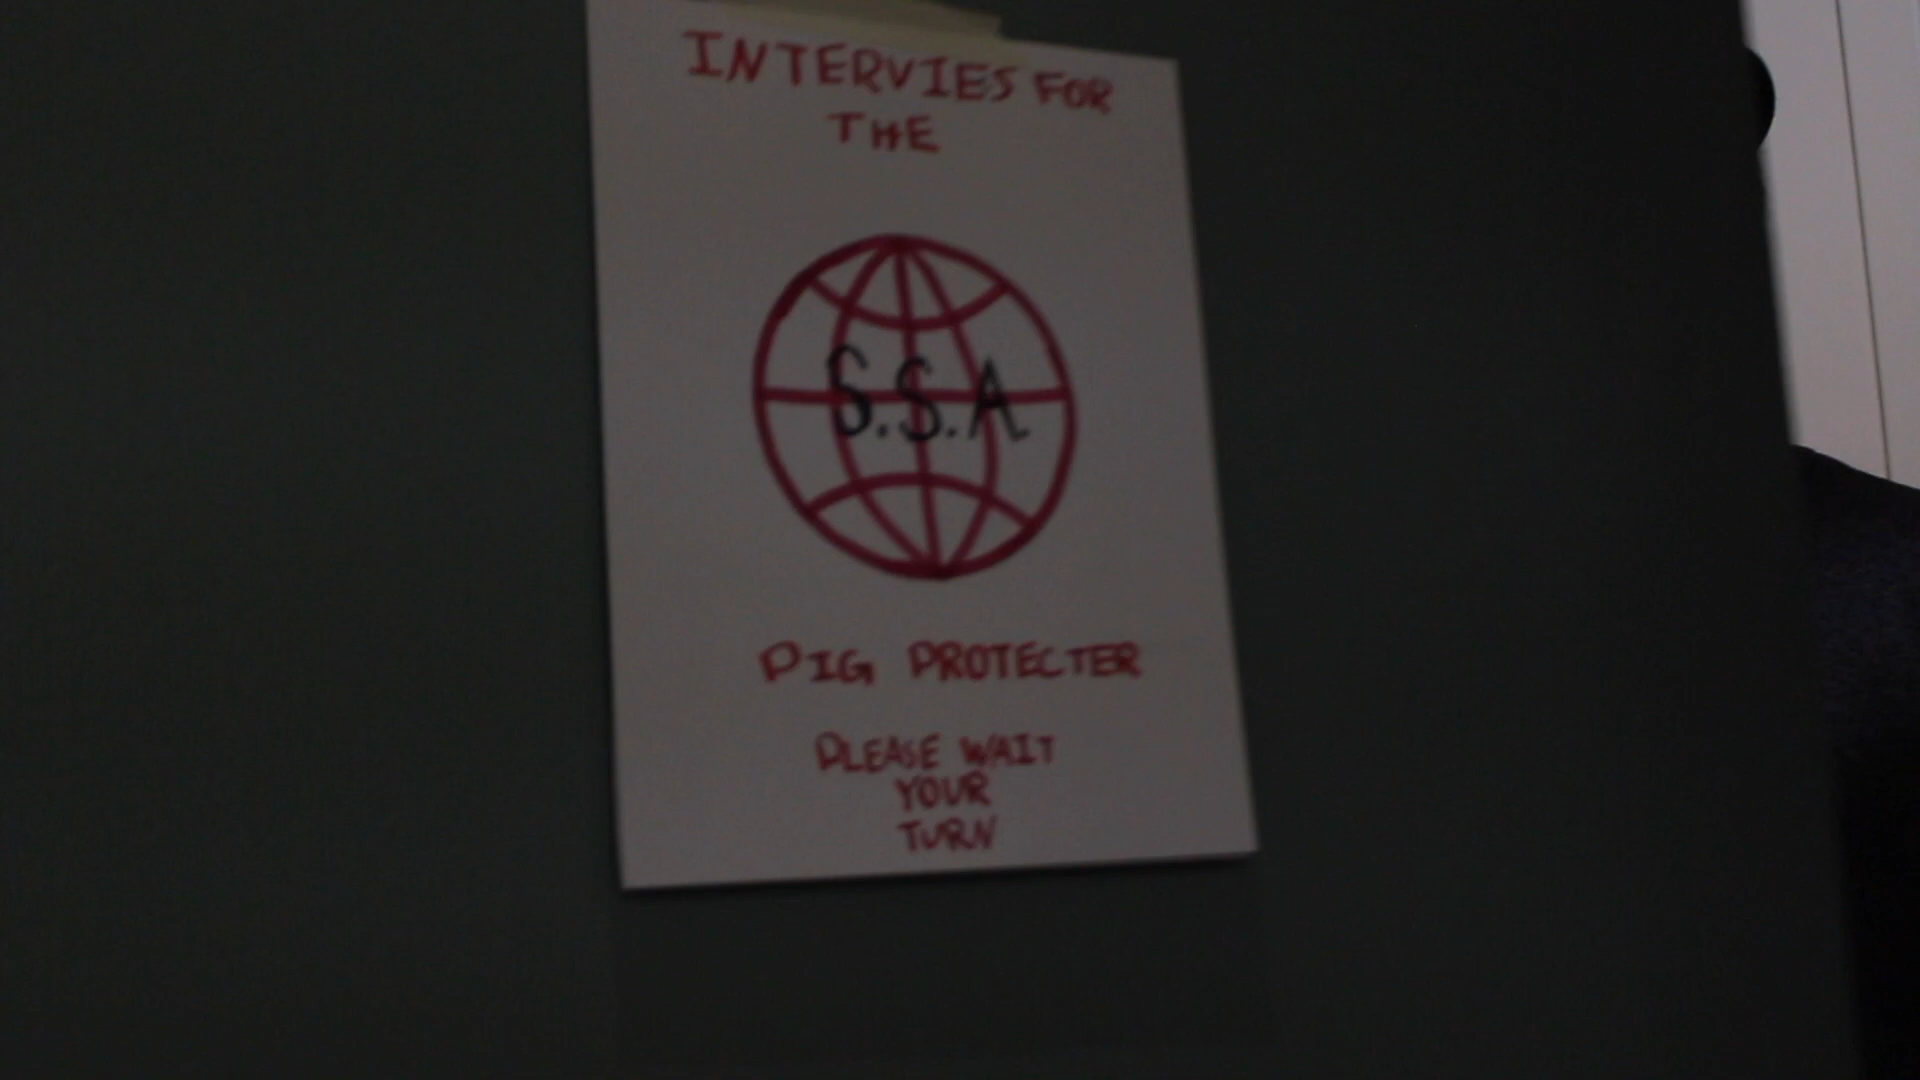 INTERVIES FOR
THE
S.S.A
PIG PROTECTER
PLEASE WAIT
YOUR
TURN